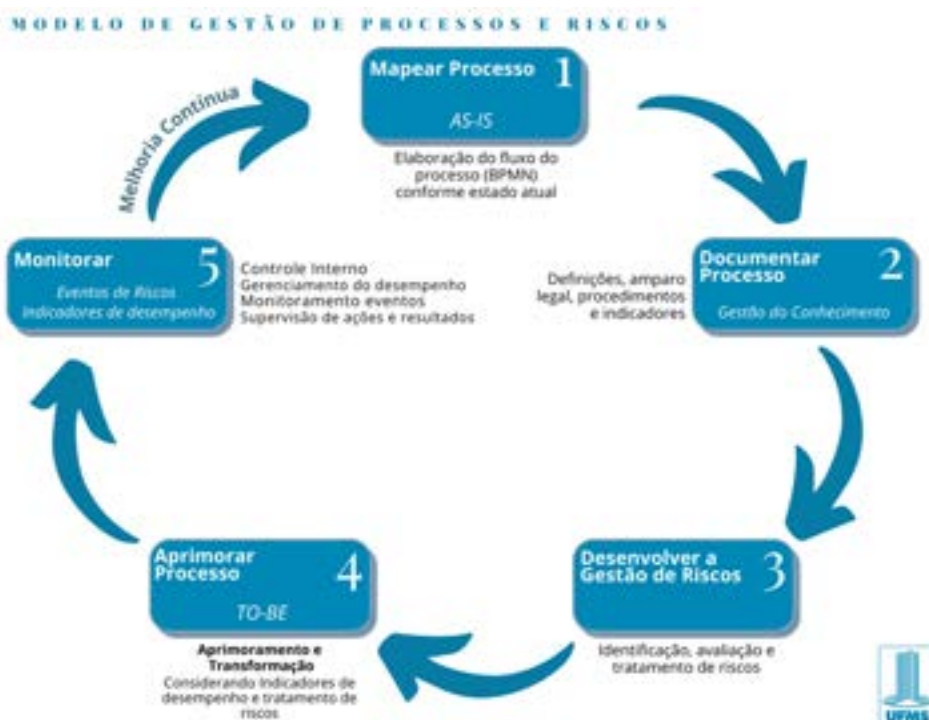 MODELO DE GESTÃO DE PROCESSOS E RISCOS
Mapear Processo 1
AS-IS
Elaboração do fluxo do
processo (BPMN)
conforme estado atual
Melhoria Contínua
Documentar
Processo 2
Gestão do Conhecimento
Definições, amparo
legal, procedimentos
e indicadores
Desenvolver a
Gestão de Riscos 3
Identificação, avaliação e
tratamento de riscos
Aprimorar
Processo 4
TO-BE
Aprimoramento e
Transformação
Considerando Indicadores de
desempenho e tratamento de
riscos
Monitorar 5
Eventos de Riscos
Indicadores de desempenho
Controle Interno
Gerenciamento do desempenho
Monitoramento eventos
Supervisão de ações e resultados
UFMS